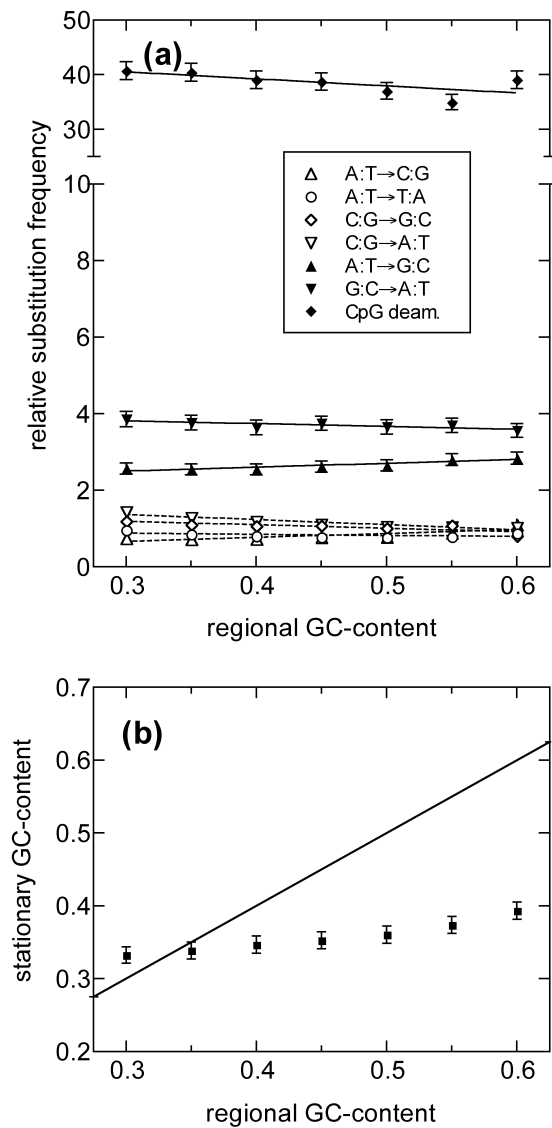 50
(a)
40
30
relative substitution frequency
A:T→C:G
A:T→T:A
C:G→G:C
C:G→A:T
A:T→G:C
G:C→A:T
CpG deam.
10
8
6
4
2
0
0.3 0.4 0.5 0.6
regional GC-content
0.7
(b)
0.6
0.5
stationary GC-content
0.4
0.3
0.2
0.3 0.4 0.5 0.6
regional GC-content